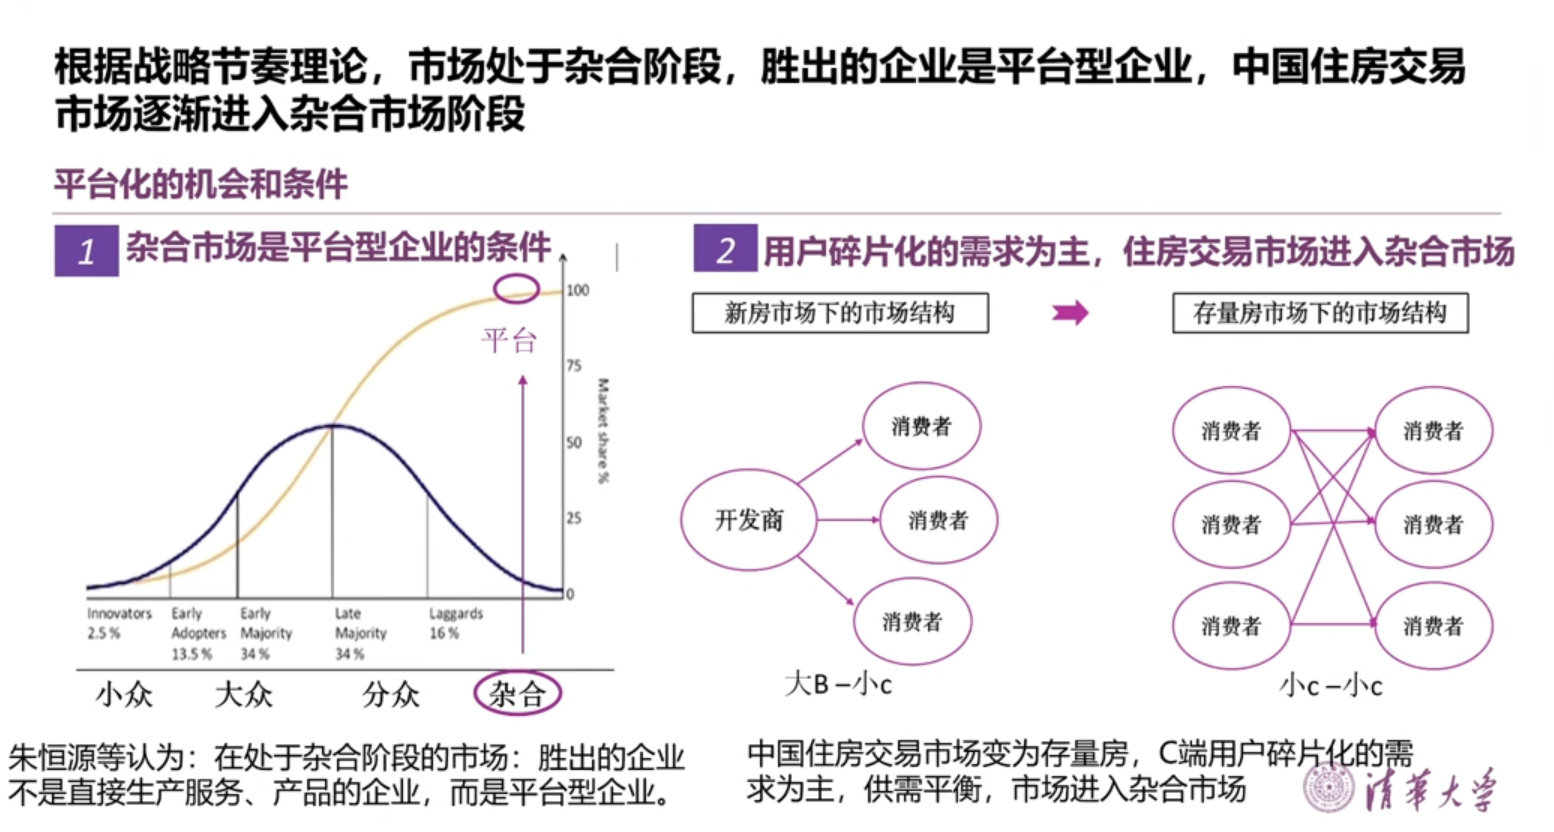 根据战略节奏理论，市场处于杂合阶段，胜出的企业是平台型企业，中国住房交易
市场逐渐进入杂合市场阶段
平台化的机会和条件
1
杂合市场是平台型企业的条件
平台
100
75
50
25
0
Market share %
Innovators
2.5 %
Early
Adopters
13.5 %
Early
Majority
34 %
Late
Majority
34 %
Laggards
16 %
小众
大众
分众
杂合
朱恒源等认为：在处于杂合阶段的市场：胜出的企业
不是直接生产服务、产品的企业，而是平台型企业。
2
用户碎片化的需求为主，住房交易市场进入杂合市场
新房市场下的市场结构
存量房市场下的市场结构
开发商
消费者
消费者
消费者
大B –小c
消费者
消费者
消费者
消费者
消费者
消费者
小c –小c
中国住房交易市场变为存量房，C端用户碎片化的需
求为主，供需平衡，市场进入杂合市场
清华大学